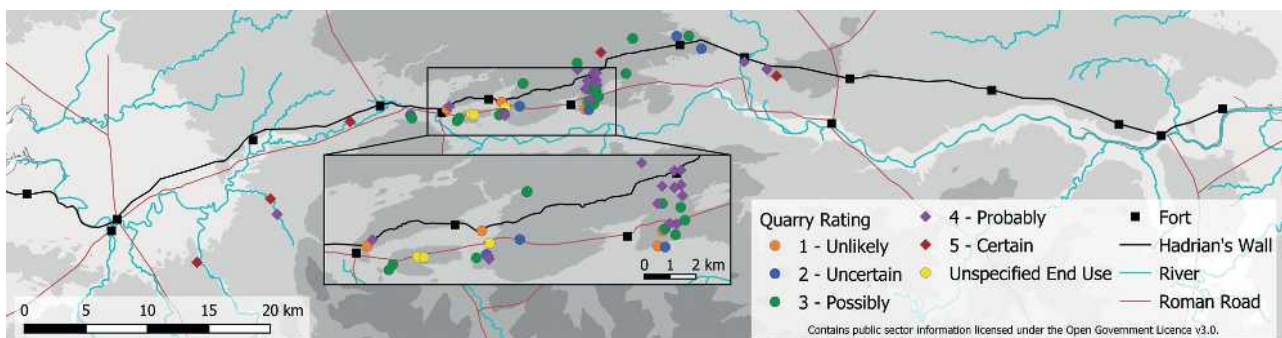 0 1 2 km
0 5 10 15 20 km
Quarry Rating
1 - Unlikely
2 - Uncertain
3 - Possibly
4 - Probably
5 - Certain
Unspecified End Use
Fort
Hadrian's Wall
River
Roman Road
Contains public sector information licensed under the Open Government Licence v3.0.